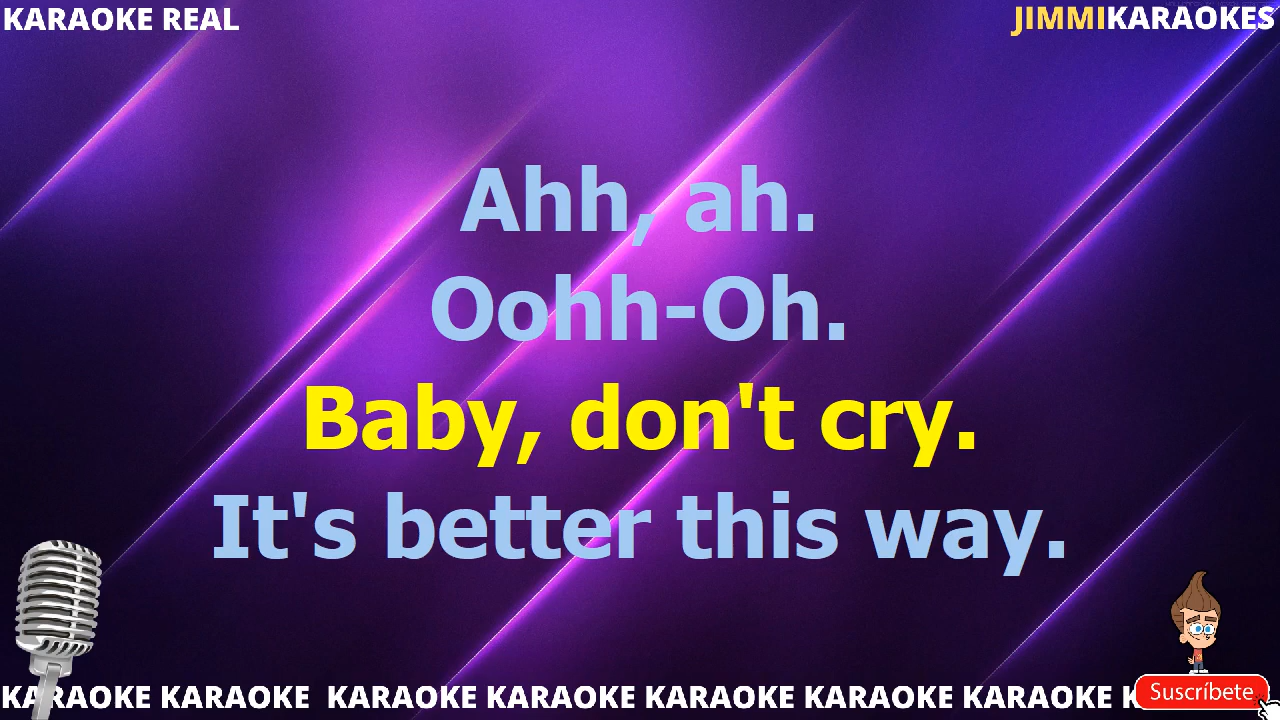 KARAOKE REAL
JIMMIKARAOKES
Ahh, ah.
Oohh-Oh.
Baby, don't cry.
It's better this way.
KARAOKE KARAOKE KARAOKE KARAOKE KARAOKE KARAOKE KARAOKE K
Suscríbete